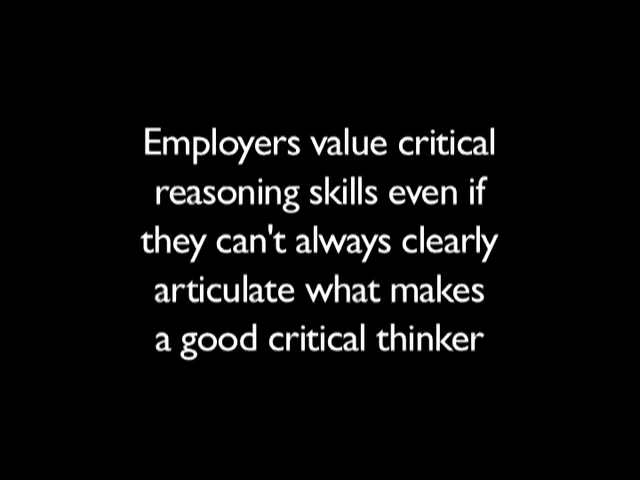 Employers value critical
reasoning skills even if
they can't always clearly
articulate what makes
a good critical thinker